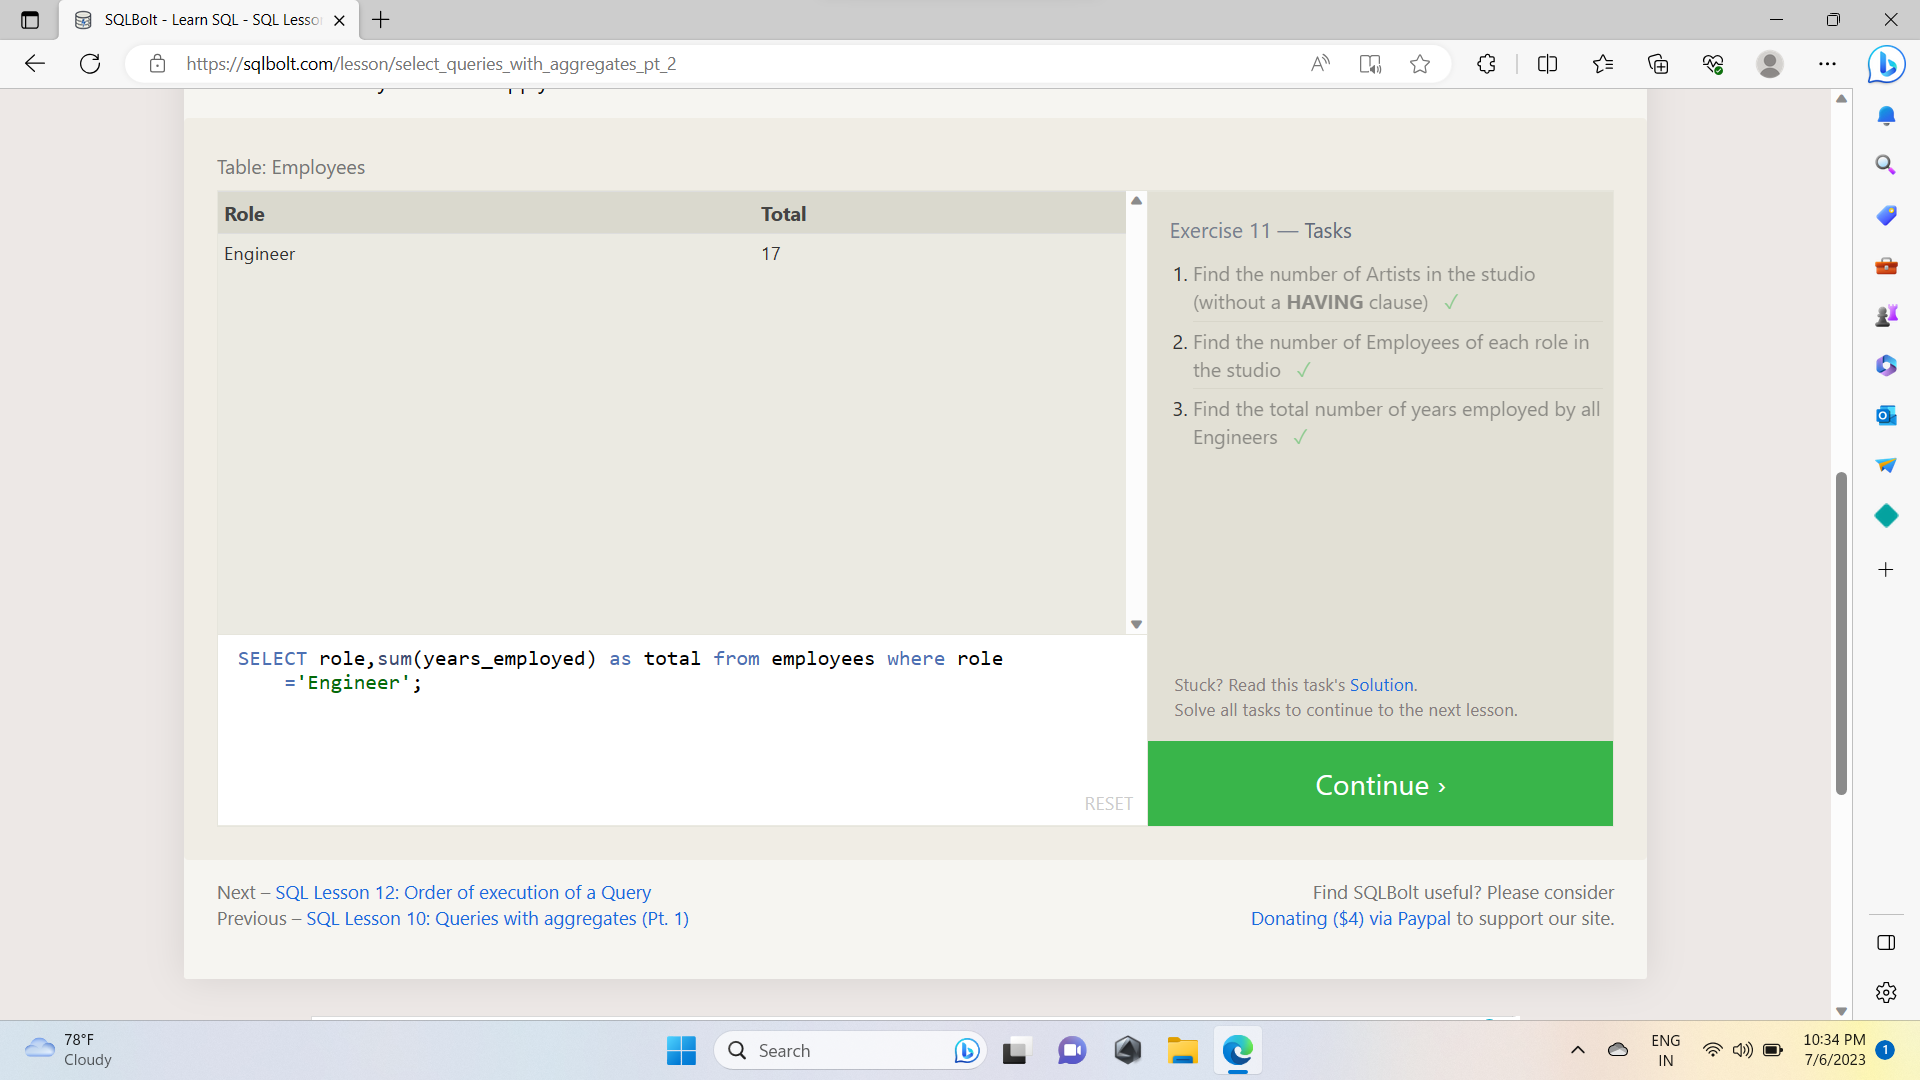 SQLBolt - Learn SQL - SQL Lesso
https://sqlbolt.com/lesson/select_queries_with_aggregates_pt_2
Table: Employees
Role Total
Engineer 17
Exercise 11 — Tasks
1. Find the number of Artists in the studio
(without a HAVING clause) ✓
2. Find the number of Employees of each role in
the studio ✓
3. Find the total number of years employed by all
Engineers ✓
SELECT role,sum(years_employed) as total from employees where role
='Engineer';
RESET
Stuck? Read this task's Solution.
Solve all tasks to continue to the next lesson.
Continue ›
Next – SQL Lesson 12: Order of execution of a Query
Previous – SQL Lesson 10: Queries with aggregates (Pt. 1)
Find SQLBolt useful? Please consider
Donating ($4) via Paypal to support our site.
78°F
Cloudy
Search
ENG
IN
10:34 PM
7/6/2023
1